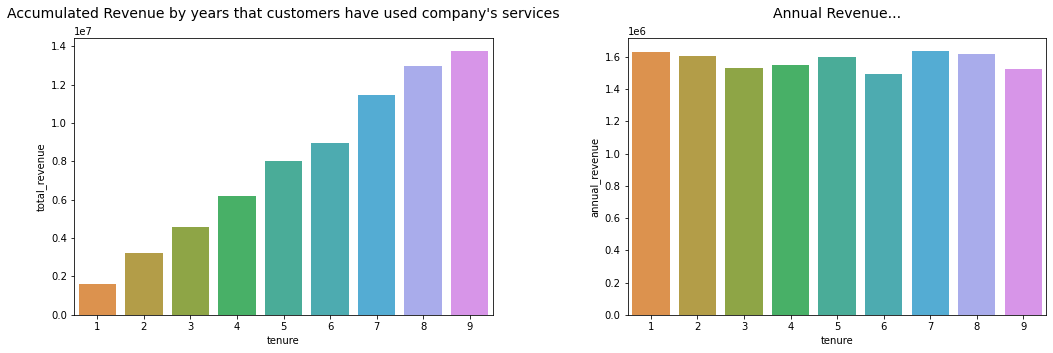 Accumulated Revenue by years that customers have used company's services
1e7
1.4
1.2
1.0
0.8
0.6
0.4
0.2
0.0
total_revenue
1 2 3 4 5 6 7 8 9
tenure
Annual Revenue...
1e6
1.6
1.4
1.2
1.0
0.8
0.6
0.4
0.2
0.0
annual_revenue
1 2 3 4 5 6 7 8 9
tenure